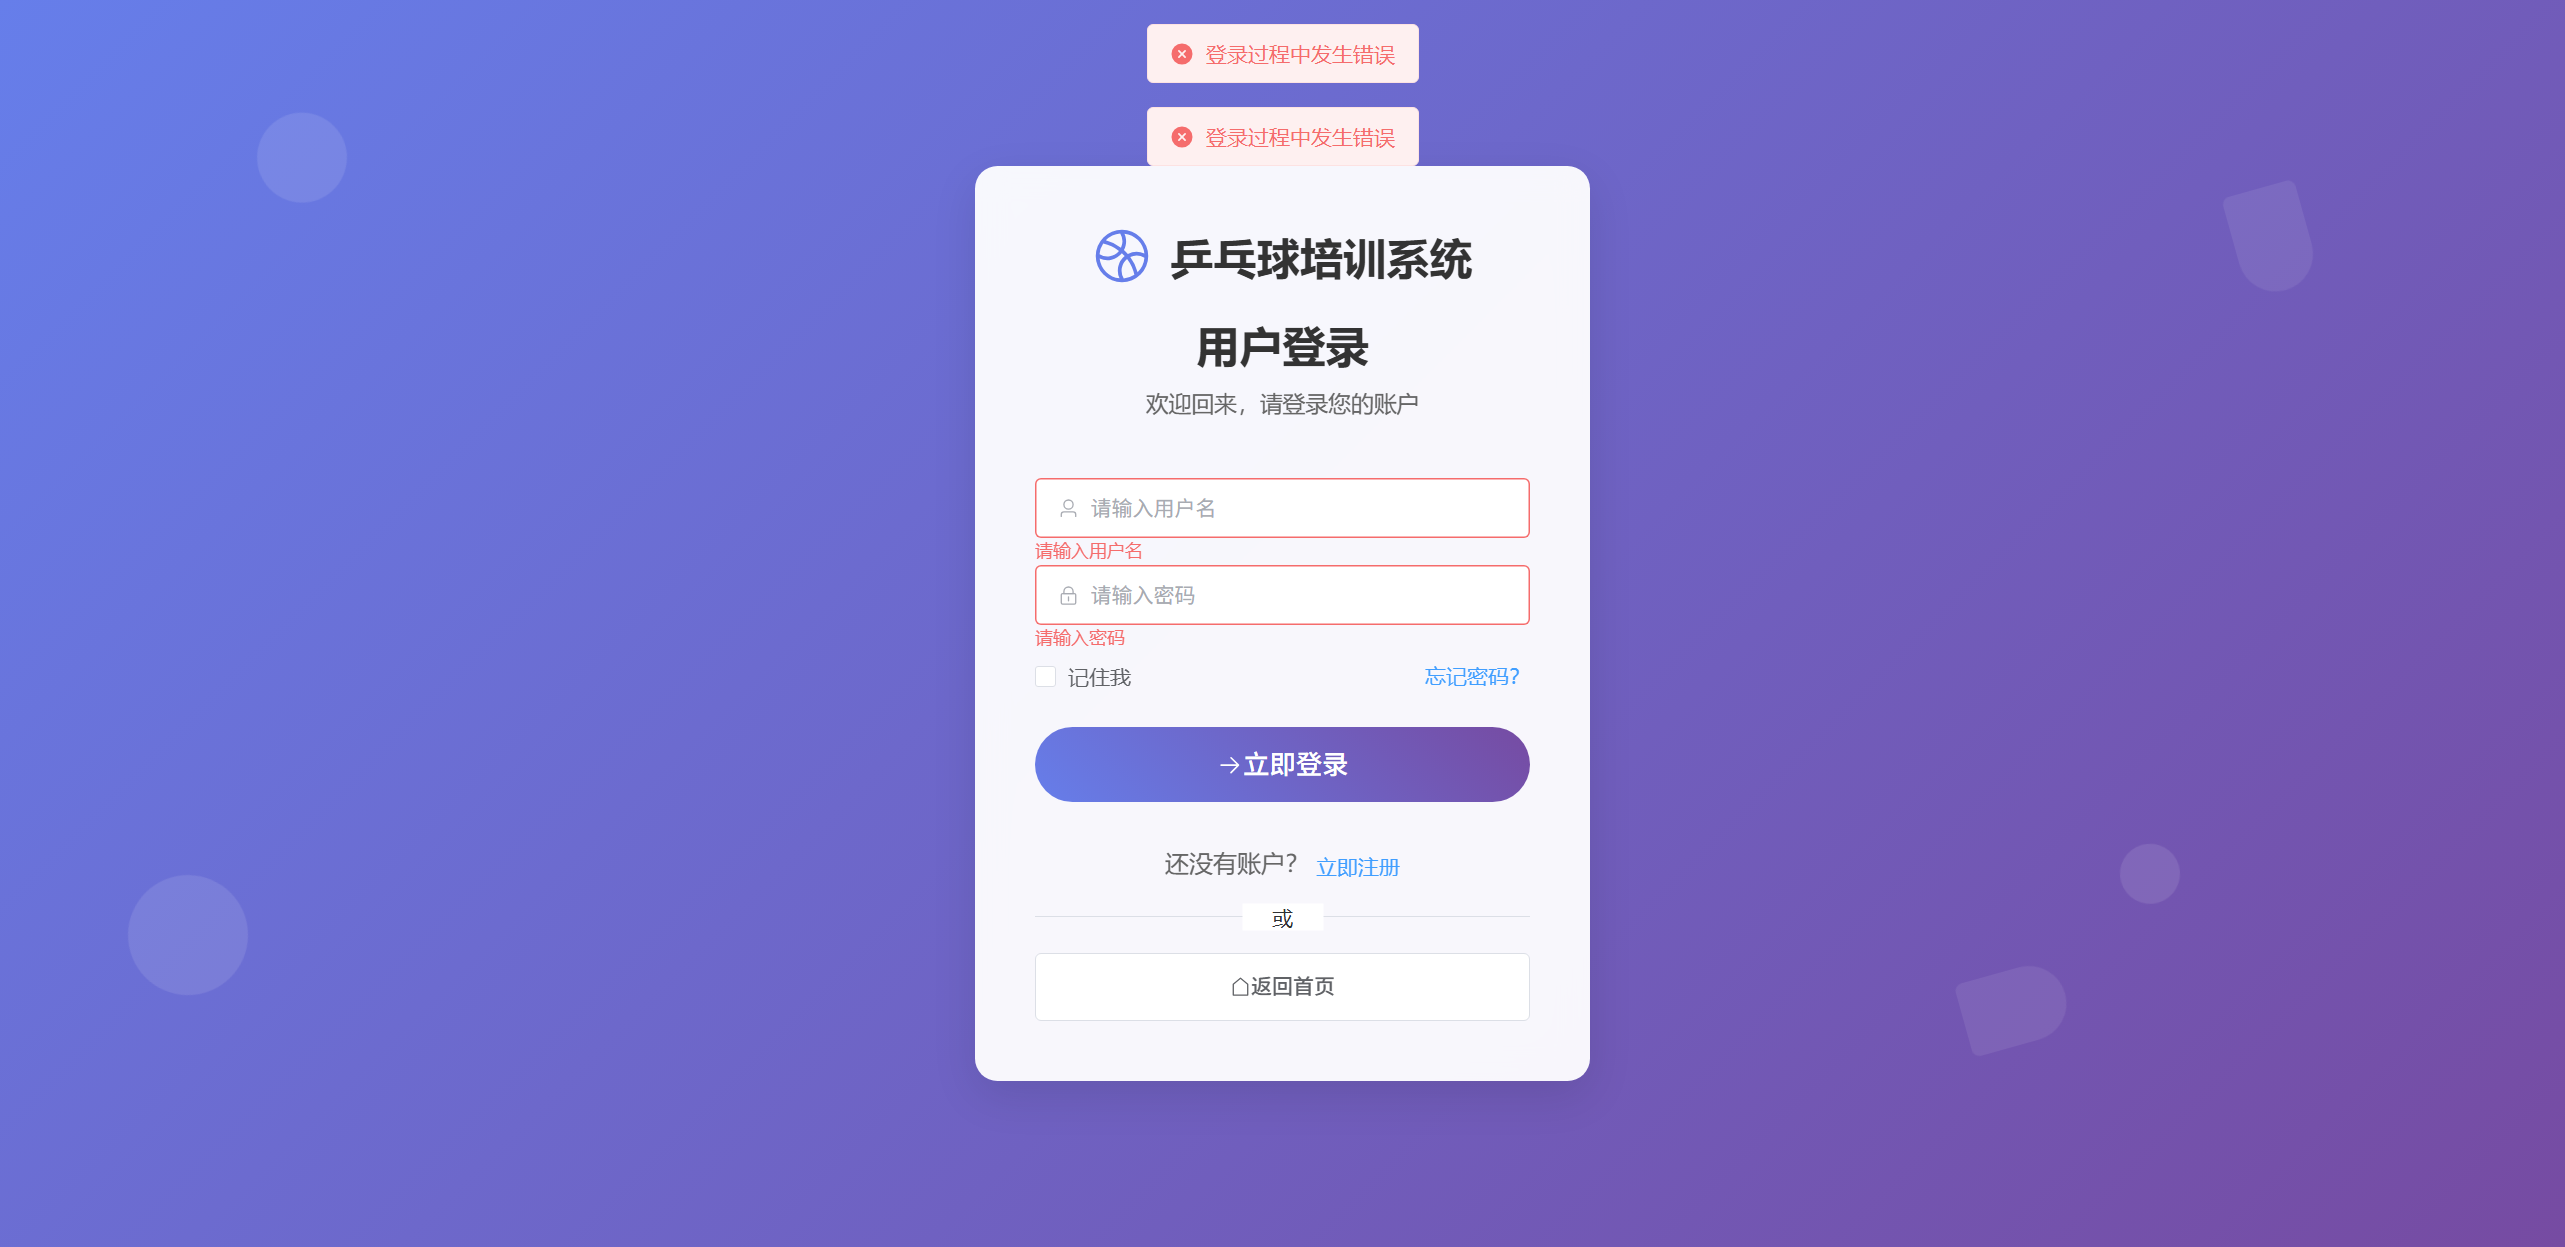 登录过程中发生错误
登录过程中发生错误
乒乓球培训系统
用户登录
欢迎回来，请登录您的账户
请输入用户名
请输入用户名
请输入密码
请输入密码
记住我 忘记密码？
立即登录
还没有账户？ 立即注册
或
返回首页